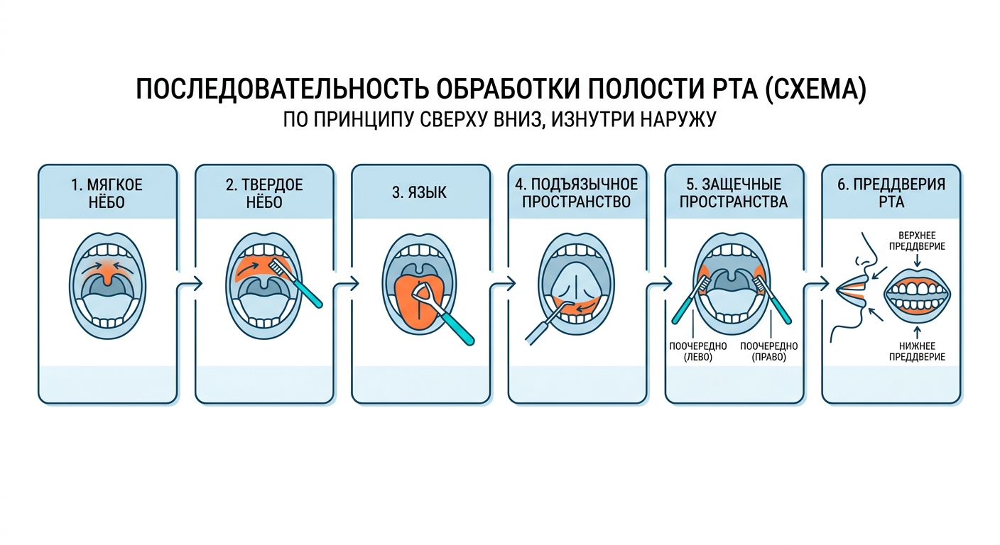 ПОСЛЕДОВАТЕЛЬНОСТЬ ОБРАБОТКИ ПОЛОСТИ РТА (СХЕМА)
ПО ПРИНЦИПУ СВЕРХУ ВНИЗ, ИЗНУТРИ НАРУЖУ
1. МЯГКОЕ
НЁБО
2. ТВЕРДОЕ
НЁБО
3. ЯЗЫК
4. ПОДЪЯЗЫЧНОЕ
ПРОСТРАНСТВО
5. ЗАЩЕЧНЫЕ
ПРОСТРАНСТВА
ПООЧЕРЕДНО
(ЛЕВО)
ПООЧЕРЕДНО
(ПРАВО)
6. ПРЕДДВЕРИЯ
РТА
ВЕРХНЕЕ
ПРЕДДВЕРИЕ
НИЖНЕЕ
ПРЕДДВЕРИЕ